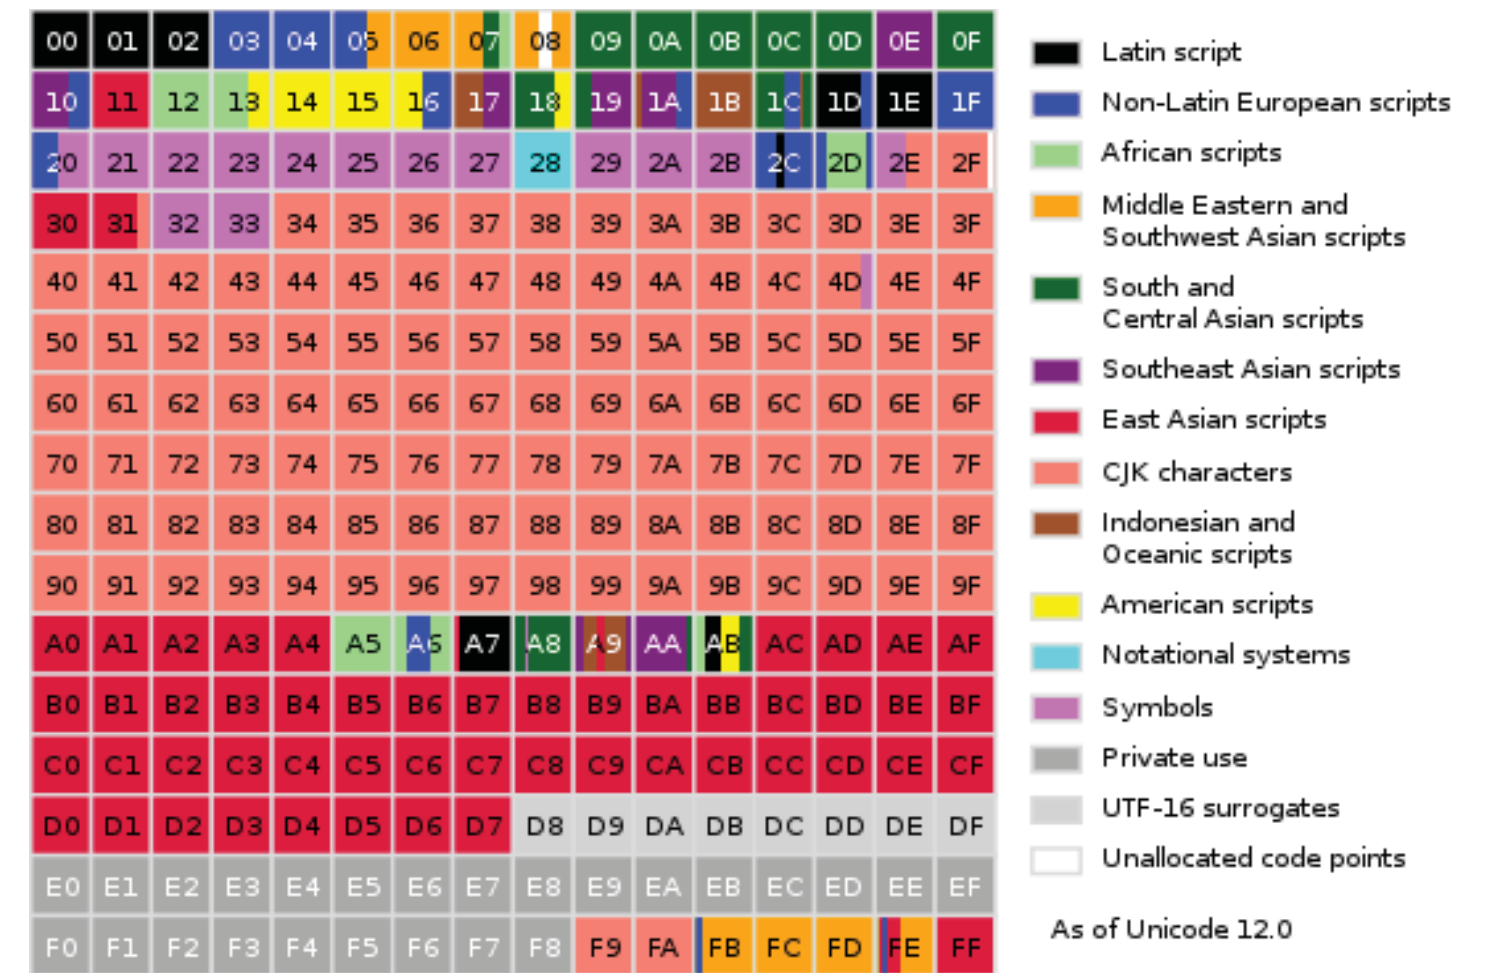 00 01 02 03 04 05 06 07 08 09 0A 0B 0C 0D 0E 0F
10 11 12 13 14 15 16 17 18 19 1A 1B 1C 1D 1E 1F
20 21 22 23 24 25 26 27 28 29 2A 2B 2C 2D 2E 2F
30 31 32 33 34 35 36 37 38 39 3A 3B 3C 3D 3E 3F
40 41 42 43 44 45 46 47 48 49 4A 4B 4C 4D 4E 4F
50 51 52 53 54 55 56 57 58 59 5A 5B 5C 5D 5E 5F
60 61 62 63 64 65 66 67 68 69 6A 6B 6C 6D 6E 6F
70 71 72 73 74 75 76 77 78 79 7A 7B 7C 7D 7E 7F
80 81 82 83 84 85 86 87 88 89 8A 8B 8C 8D 8E 8F
90 91 92 93 94 95 96 97 98 99 9A 9B 9C 9D 9E 9F
A0 A1 A2 A3 A4 A5 A6 A7 A8 A9 AA AB AC AD AE AF
B0 B1 B2 B3 B4 B5 B6 B7 B8 B9 BA BB BC BD BE BF
C0 C1 C2 C3 C4 C5 C6 C7 C8 C9 CA CB CC CD CE CF
D0 D1 D2 D3 D4 D5 D6 D7 D8 D9 DA DB DC DD DE DF
E0 E1 E2 E3 E4 E5 E6 E7 E8 E9 EA EB EC ED EE EF
F0 F1 F2 F3 F4 F5 F6 F7 F8 F9 FA FB FC FD FE FF
Latin script
Non-Latin European scripts
African scripts
Middle Eastern and
Southwest Asian scripts
South and
Central Asian scripts
Southeast Asian scripts
East Asian scripts
CJK characters
Indonesian and
Oceanic scripts
American scripts
Notational systems
Symbols
Private use
UTF-16 surrogates
Unallocated code points
As of Unicode 12.0